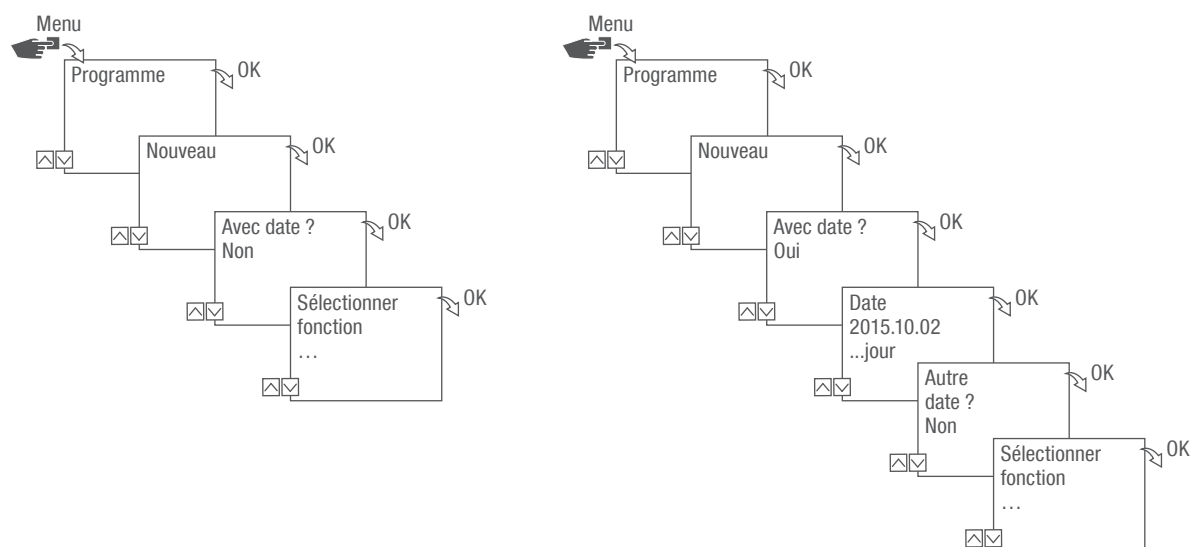 Menu
Programme
OK
Nouveau
OK
Avec date ?
Non
OK
Sélectionner
fonction
...
OK
Menu
Programme
OK
Nouveau
OK
Avec date ?
Oui
OK
Date
2015.10.02
...jour
OK
Autre
date ?
Non
OK
Sélectionner
fonction
...
OK